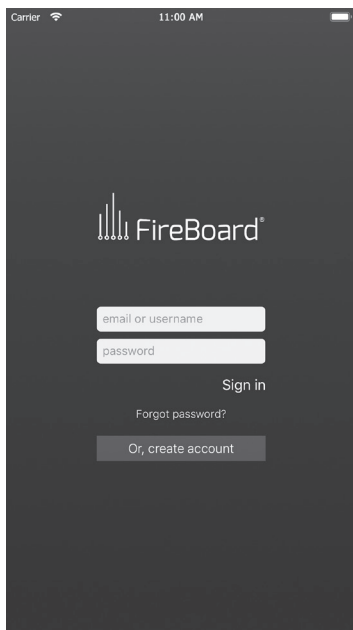 Carrier 11:00 AM
FireBoard®
email or username
password
Sign in
Forgot password?
Or, create account